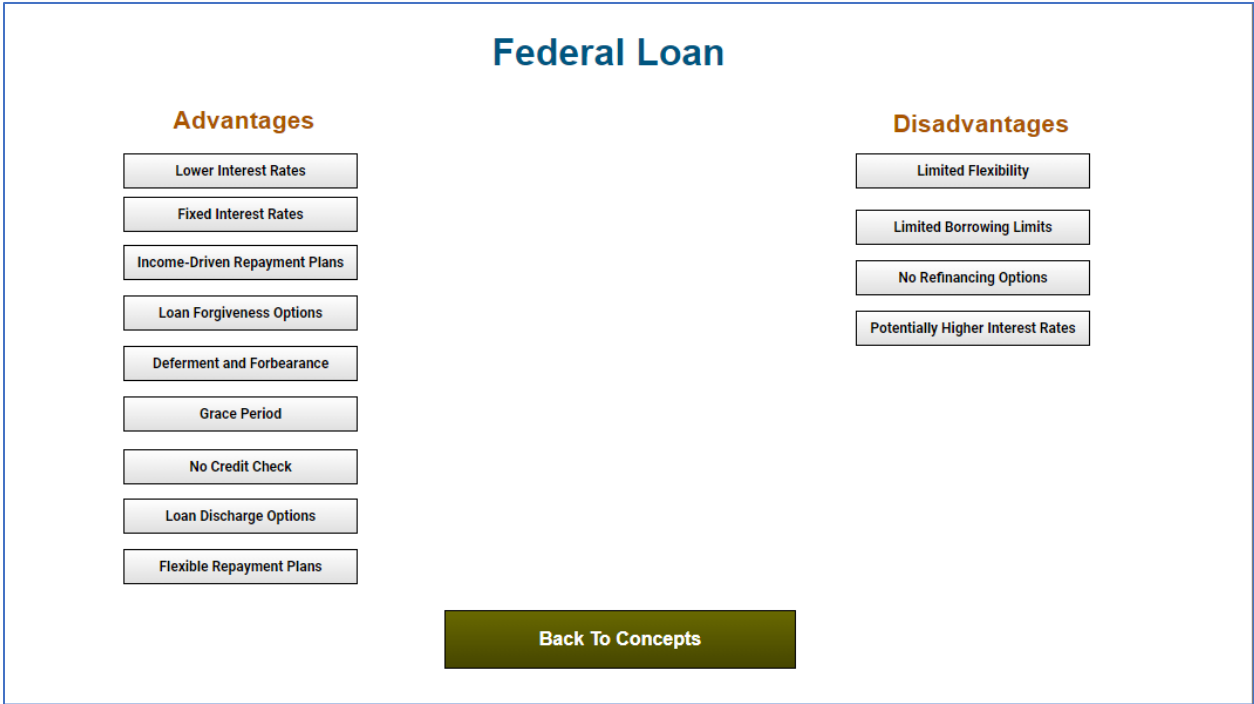 Federal Loan
Advantages
Lower Interest Rates
Fixed Interest Rates
Income-Driven Repayment Plans
Loan Forgiveness Options
Deferment and Forbearance
Grace Period
No Credit Check
Loan Discharge Options
Flexible Repayment Plans
Disadvantages
Limited Flexibility
Limited Borrowing Limits
No Refinancing Options
Potentially Higher Interest Rates
Back To Concepts